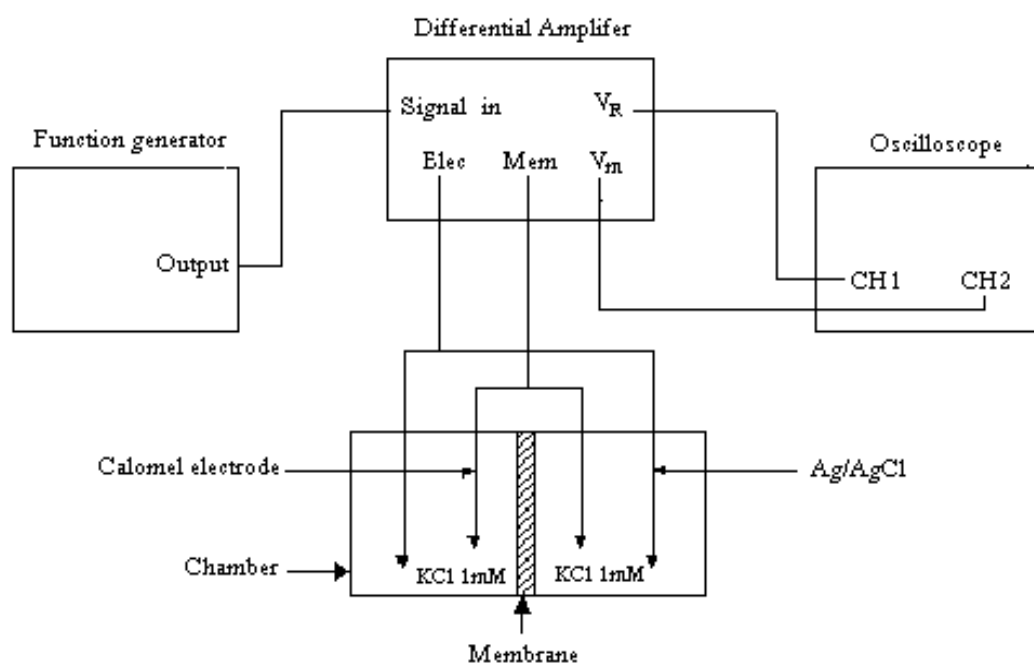 Differential Amplifer
Signal in
VR
Function generator
Oscilloscope
Elec
Mem
Vm
Output
CH1
CH2
Calomel electrode
Ag/AgCl
Chamber
KCl 1mM
KCl 1mM
Membrane